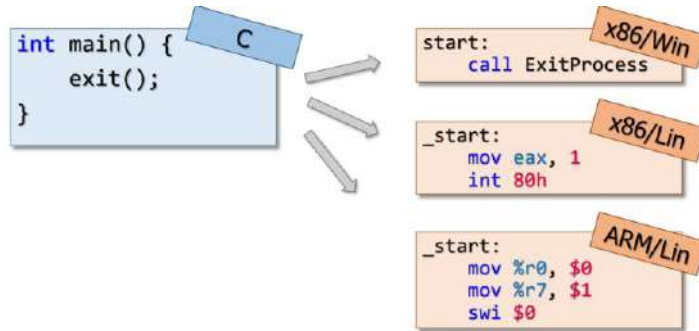 C
int main() {
    exit();
}
x86/Win
start:
    call ExitProcess
x86/Lin
_start:
    mov eax, 1
    int 80h
ARM/Lin
_start:
    mov %r0, $0
    mov %r7, $1
    swi $0